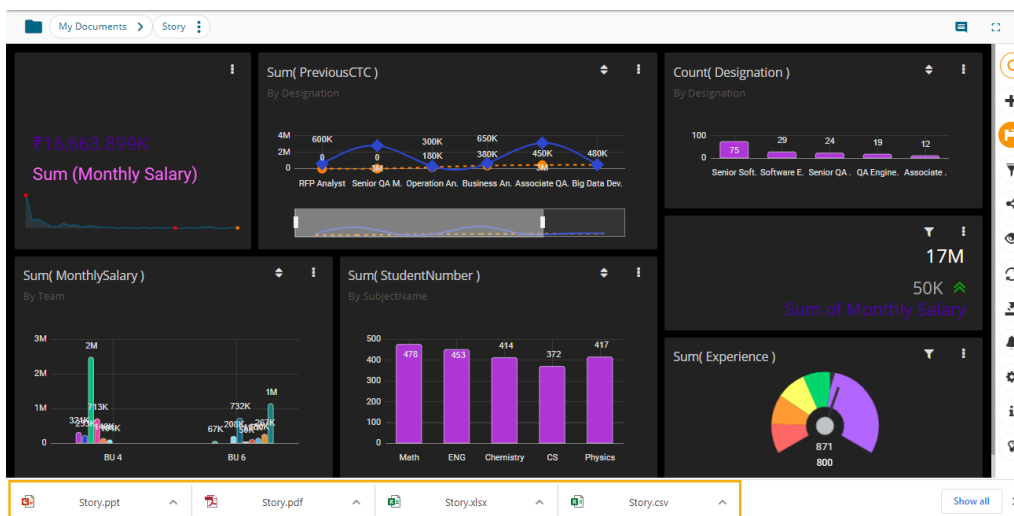 My Documents
Story
₹16,663.899K
Sum (Monthly Salary)
Sum( PreviousCTC )
By Designation
4M
2M
0
600K
0
0
3M
300K
180K
650K
380K
450K
3M
480K
RFP Analyst
Senior QA M.
Operation An.
Business An.
Associate QA.
Big Data Dev.
Count( Designation )
By Designation
100
0
75
29
24
19
12
Senior Soft.
Software E.
Senior QA .
QA Engine.
Associate .
17M
50K
Sum of Monthly Salary
Sum( MonthlySalary )
By Team
3M
2M
1M
0
2M
713K
67K
732K
1M
BU 4
BU 6
Sum( StudentNumber )
By SubjectName
500
400
300
200
100
0
478
453
414
372
417
Math
ENG
Chemistry
CS
Physics
Sum( Experience )
871
800
Story.ppt
Story.pdf
Story.xlsx
Story.csv
Show all